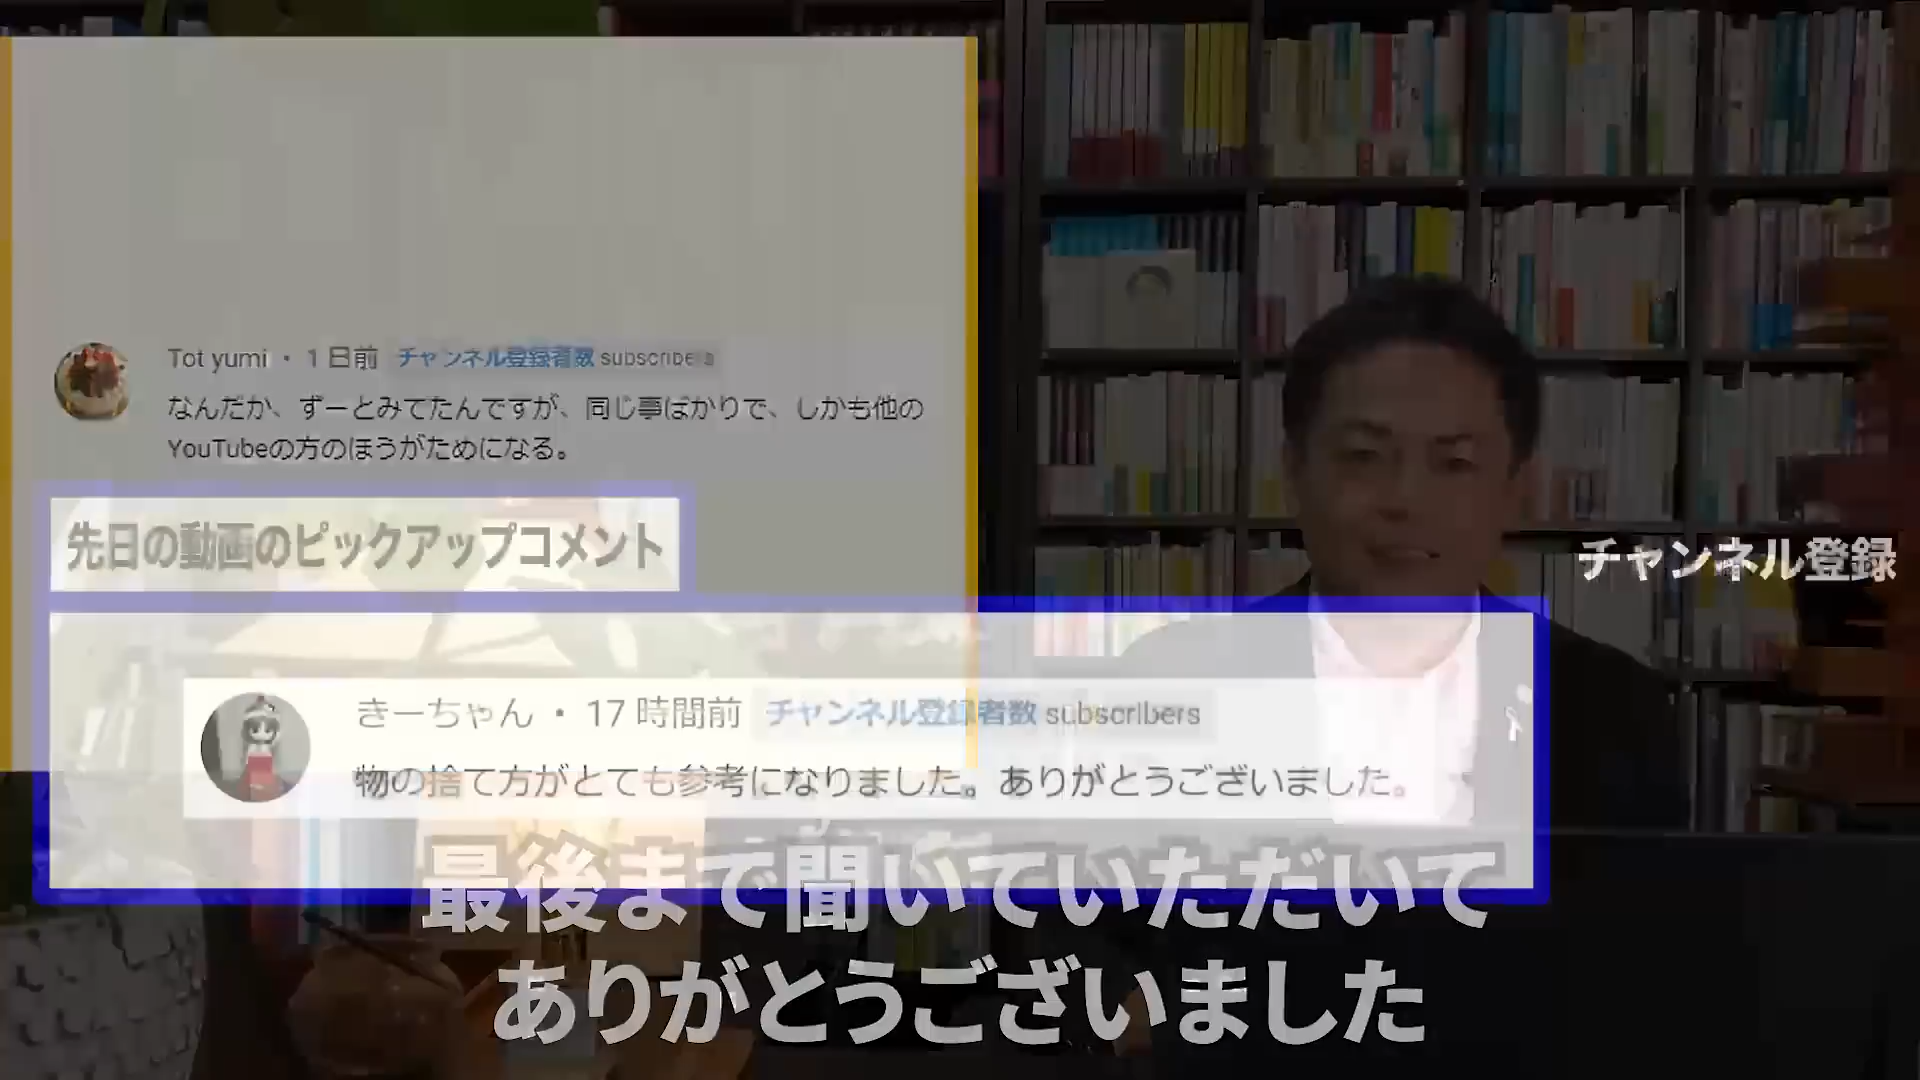 Tot yumi ・ 1 日前 チャンネル登録者数 subscribers
なんだか、ずーとみてたんですが、同じ事ばかりで、しかも他の
YouTubeの方のほうがためになる。
先日の動画のピックアップコメント
チャンネル登録
きーちゃん ・ 17 時間前 チャンネル登録者数 subscribers
物の捨て方がとても参考になりました。ありがとうございました。
最後まで聞いていただいて
ありがとうございました